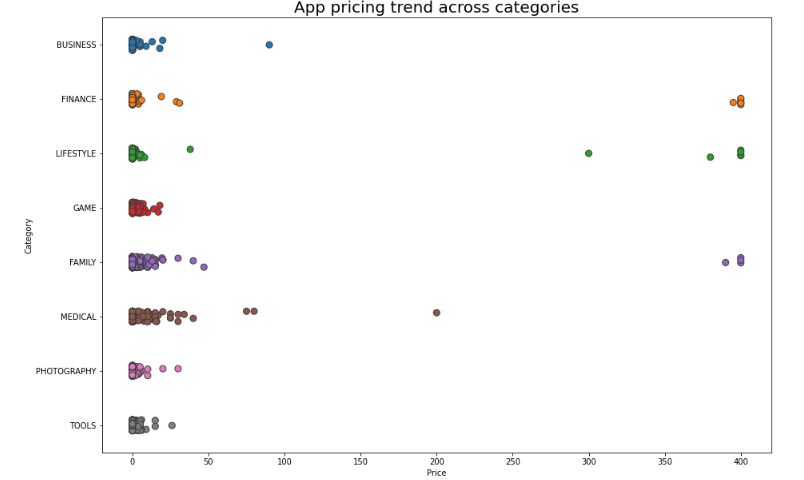 App pricing trend across categories
BUSINESS
FINANCE
LIFESTYLE
GAME
FAMILY
MEDICAL
PHOTOGRAPHY
TOOLS
Category
0 50 100 150 200 250 300 350 400
Price